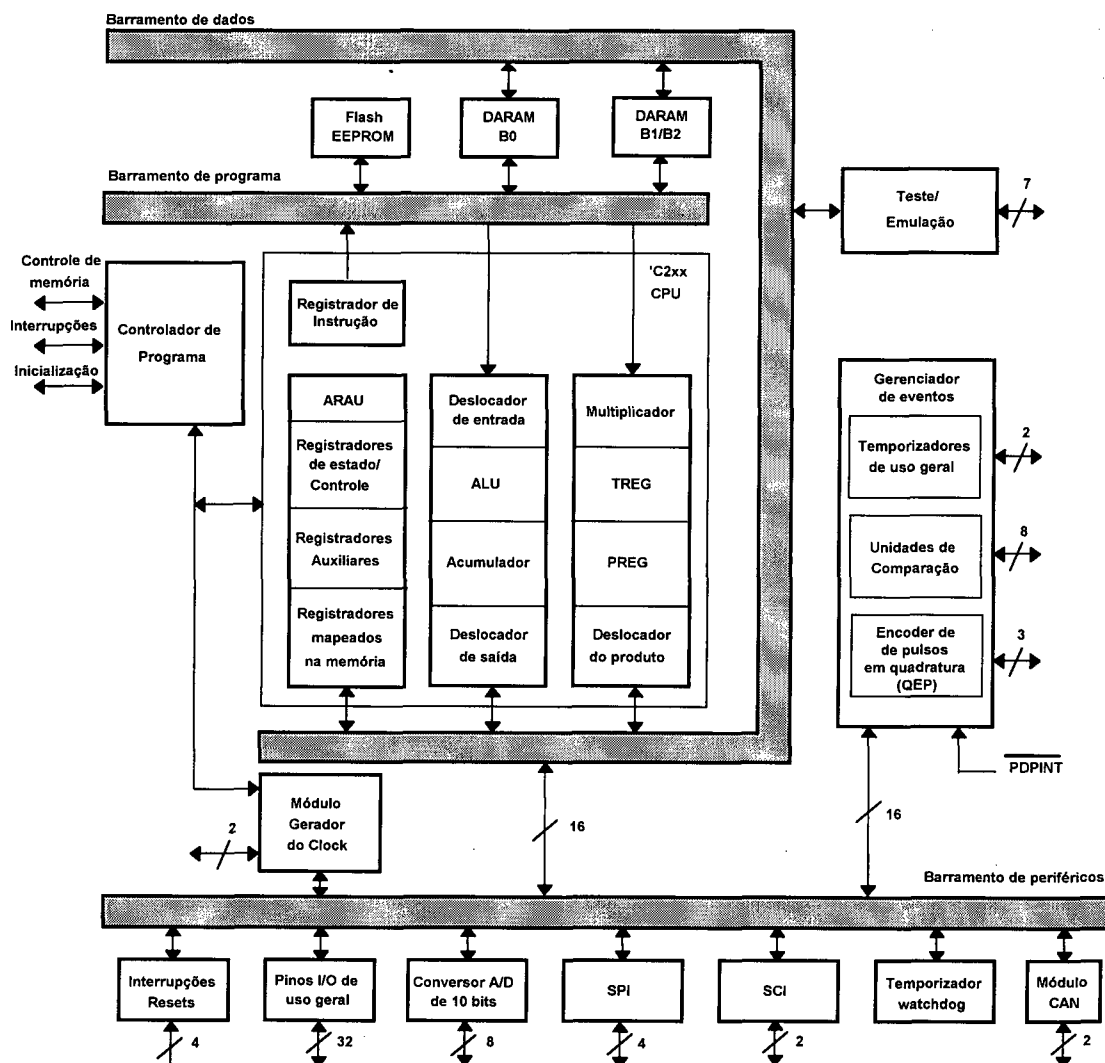 Barramento de dados
Flash
EEPROM
DARAM
B0
DARAM
B1/B2
Barramento de programa
Teste/
Emulação
7
Controle de
memória
Interrupções
Inicialização
Controlador de
Programa
'C2xx
CPU
Registrador de
Instrução
ARAU
Registradores
de estado/
Controle
Registradores
Auxiliares
Registradores
mapeados
na memória
Deslocador
de entrada
ALU
Acumulador
Deslocador
de saída
Multiplicador
TREG
PREG
Deslocador
do produto
Gerenciador
de eventos
Temporizadores
de uso geral
2
Unidades de
Comparação
8
Encoder de
de pulsos
em quadratura
(QEP)
3
PDPINT
Módulo
Gerador
do Clock
2
16
16
Barramento de periféricos
Interrupções
Resets
4
Pinos I/O de
uso geral
32
Conversor A/D
de 10 bits
8
SPI
4
SCI
2
Temporizador
watchdog
Módulo
CAN
2